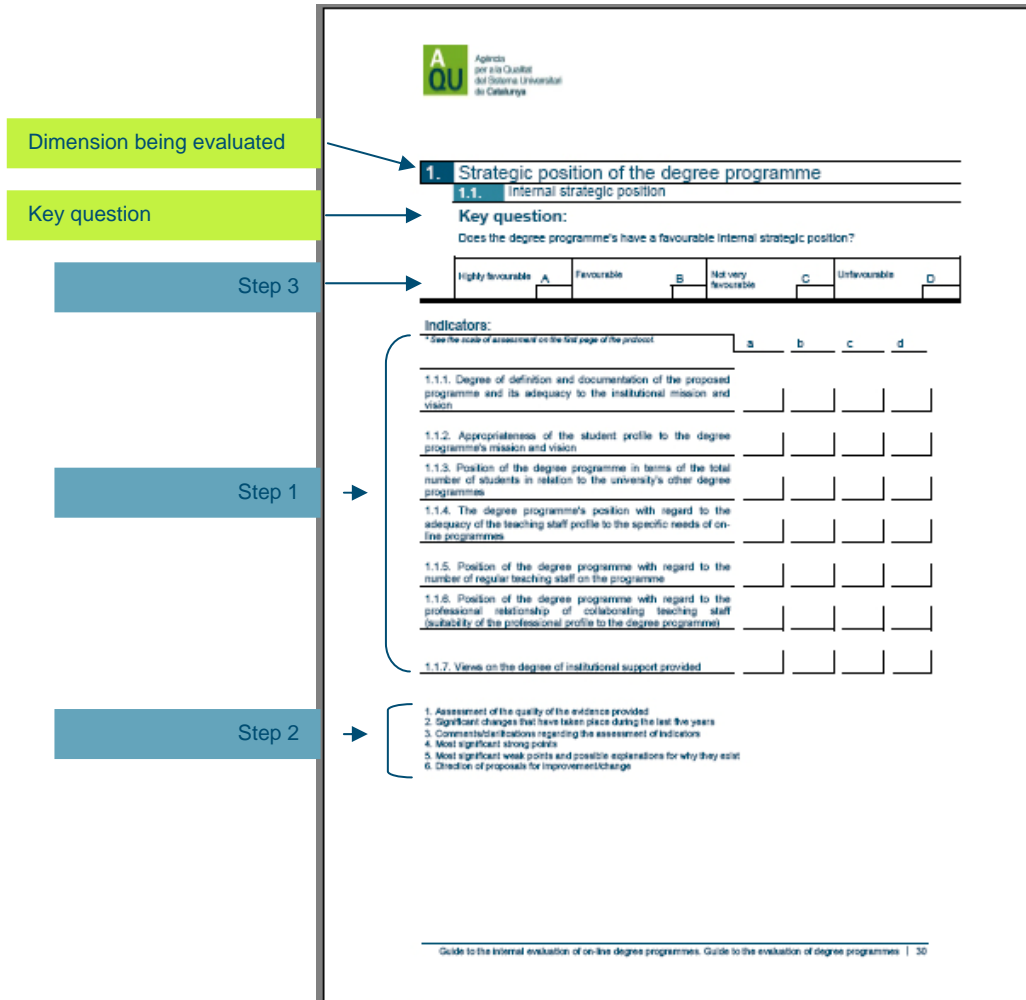 AQU
Agència
per a la Qualitat
del Sistema Universitari
de Catalunya
Dimension being evaluated
1. Strategic position of the degree programme
1.1. Internal strategic position
Key question
Key question:
Does the degree programme's have a favourable internal strategic position?
Step 3
Highly favourable A Favourable B Not very favourable C Unfavourable D
Indicators:
* See the scale of assessment on the first page of the protocol.
a b c d
1.1.1. Degree of definition and documentation of the proposed
programme and its adequacy to the institutional mission and
vision
1.1.2. Appropriateness of the student profile to the degree
programme's mission and vision
Step 1
1.1.3. Position of the degree programme in terms of the total
number of students in relation to the university's other degree
programmes
1.1.4. The degree programme's position with regard to the
adequacy of the teaching staff profile to the specific needs of on-
line programmes
1.1.5. Position of the degree programme with regard to the
number of regular teaching staff on the programme
1.1.6. Position of the degree programme with regard to the
professional relationship of collaborating teaching staff
(suitability of the professional profile to the degree programme)
1.1.7. Views on the degree of institutional support provided
Step 2
1. Assessment of the quality of the evidence provided
2. Significant changes that have taken place during the last five years
3. Comments/clarifications regarding the assessment of indicators
4. Most significant strong points
5. Most significant weak points and possible explanations for why they exist
6. Direction of proposals for improvement/change
Guide to the internal evaluation of on-line degree programmes. Guide to the evaluation of degree programmes | 30